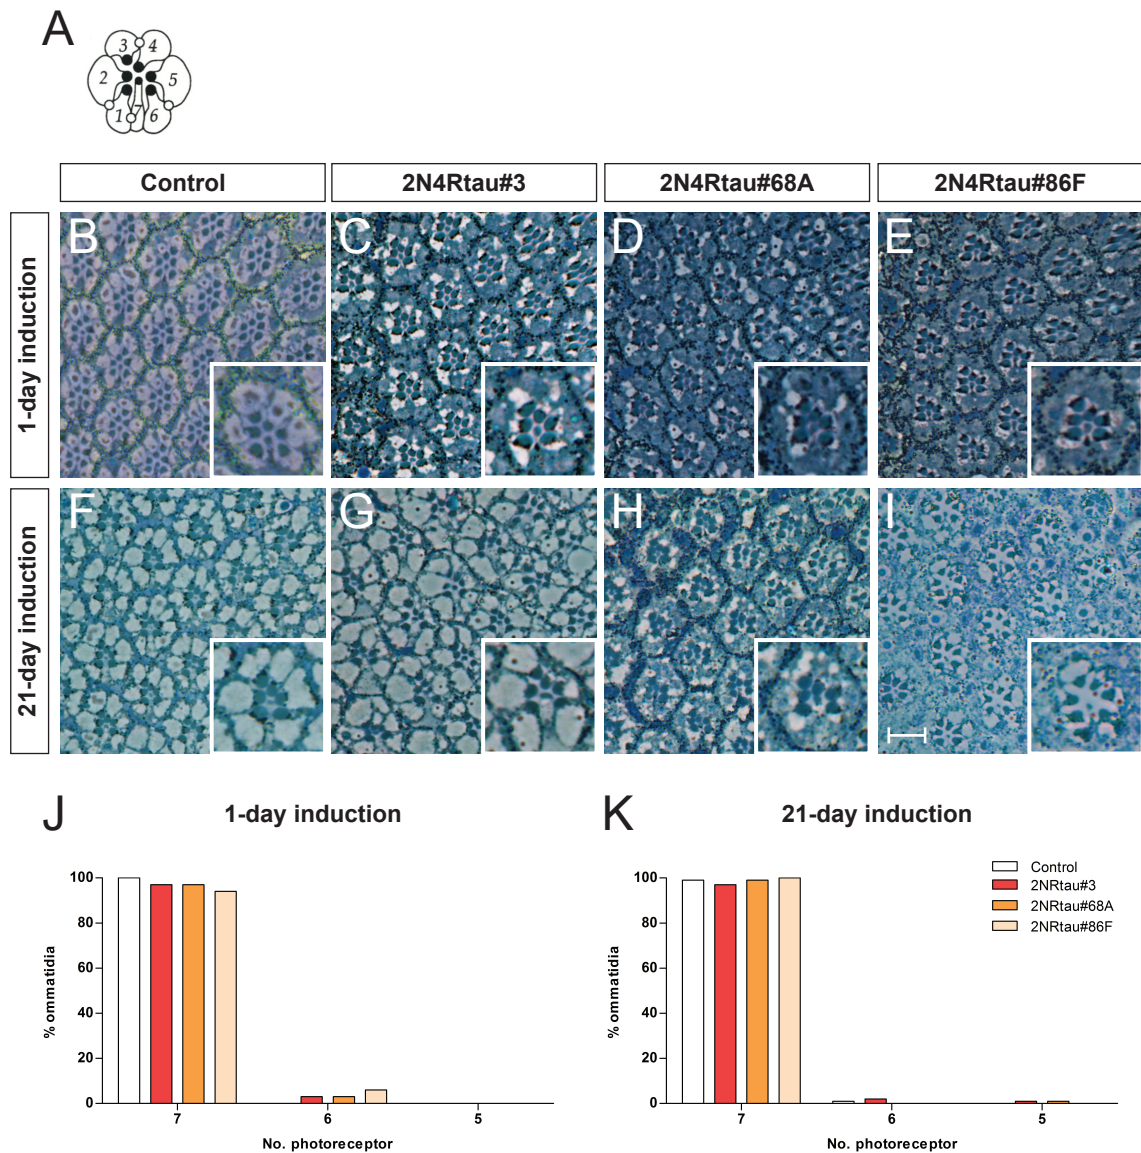 A
3 4
2 5
1 7 6
Control
2N4Rtau#3
2N4Rtau#68A
2N4Rtau#86F
1-day induction
B
C
D
E
21-day induction
F
G
H
I
J
1-day induction
% ommatidia
100
80
60
40
20
0
7
6
5
No. photoreceptor
K
21-day induction
% ommatidia
100
80
60
40
20
0
7
6
5
No. photoreceptor
Control
2NRtau#3
2NRtau#68A
2NRtau#86F